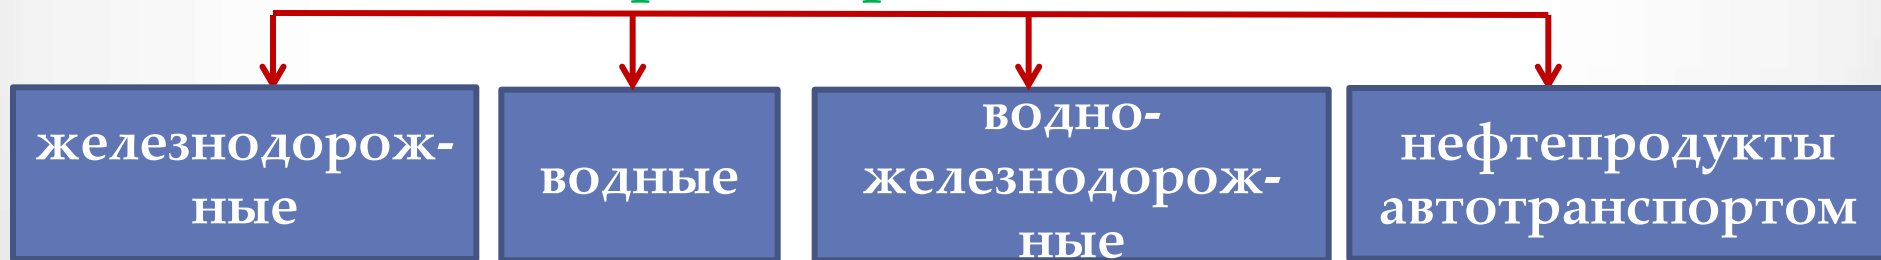 железнодорож-
ные
водные
водно-
железнодорож-
ные
нефтепродукты
автотранспортом